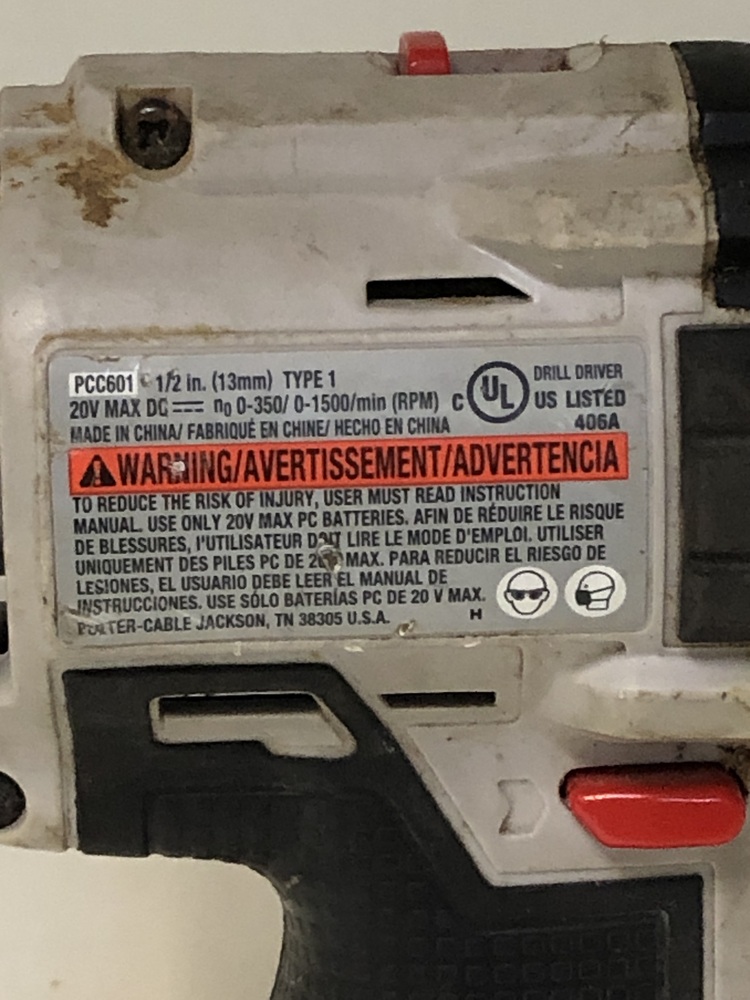 PCC601 1/2 in. (13mm) TYPE 1
20V MAX DC n0 0-350/ 0-1500/min (RPM)
MADE IN CHINA/ FABRIQUÉ EN CHINE/ HECHO EN CHINA
C UL US LISTED
DRILL DRIVER
406A
WARNING/AVERTISSEMENT/ADVERTENCIA
TO REDUCE THE RISK OF INJURY, USER MUST READ INSTRUCTION
MANUAL. USE ONLY 20V MAX PC BATTERIES. AFIN DE RÉDUIRE LE RISQUE
DE BLESSURES, l'UTILISATEUR DOIT LIRE LE MODE D'EMPLOI. UTILISER
UNIQUEMENT DES PILES PC DE 20 MAX. PARA REDUCIR EL RIESGO DE
LESIONES, EL USUARIO DEBE LEER EL MANUAL DE
INSTRUCCIONES. USE SÓLO BATERÍAS PC DE 20 V MAX.
PORTER-CABLE JACKSON, TN 38305 U.S.A. H